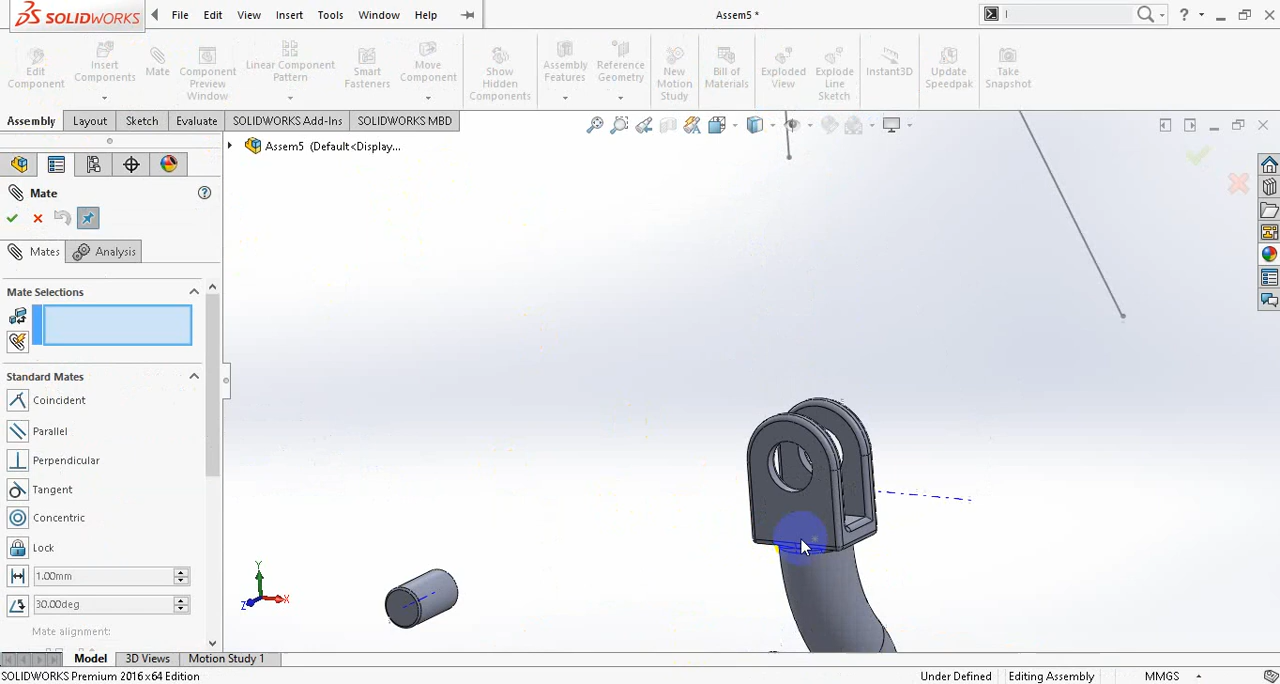 SOLIDWORKS File Edit View Insert Tools Window Help Assem5 * ?
Edit Component
Insert Components
Mate
Component Preview Window
Linear Component Pattern
Smart Fasteners
Move Component
Show Hidden Components
Assembly Features
Reference Geometry
New Motion Study
Bill of Materials
Exploded View
Explode Line Sketch
Instant3D
Update Speedpak
Take Snapshot
Assembly Layout Sketch Evaluate SOLIDWORKS Add-Ins SOLIDWORKS MBD
Assem5 (Default<Display...
Mate ?
Mates Analysis
Mate Selections
Standard Mates
Coincident
Parallel
Perpendicular
Tangent
Concentric
Lock
1.00mm
30.00deg
Mate alignment:
Y
Z X
Model 3D Views Motion Study 1
SOLIDWORKS Premium 2016 x64 Edition Under Defined Editing Assembly MMGS